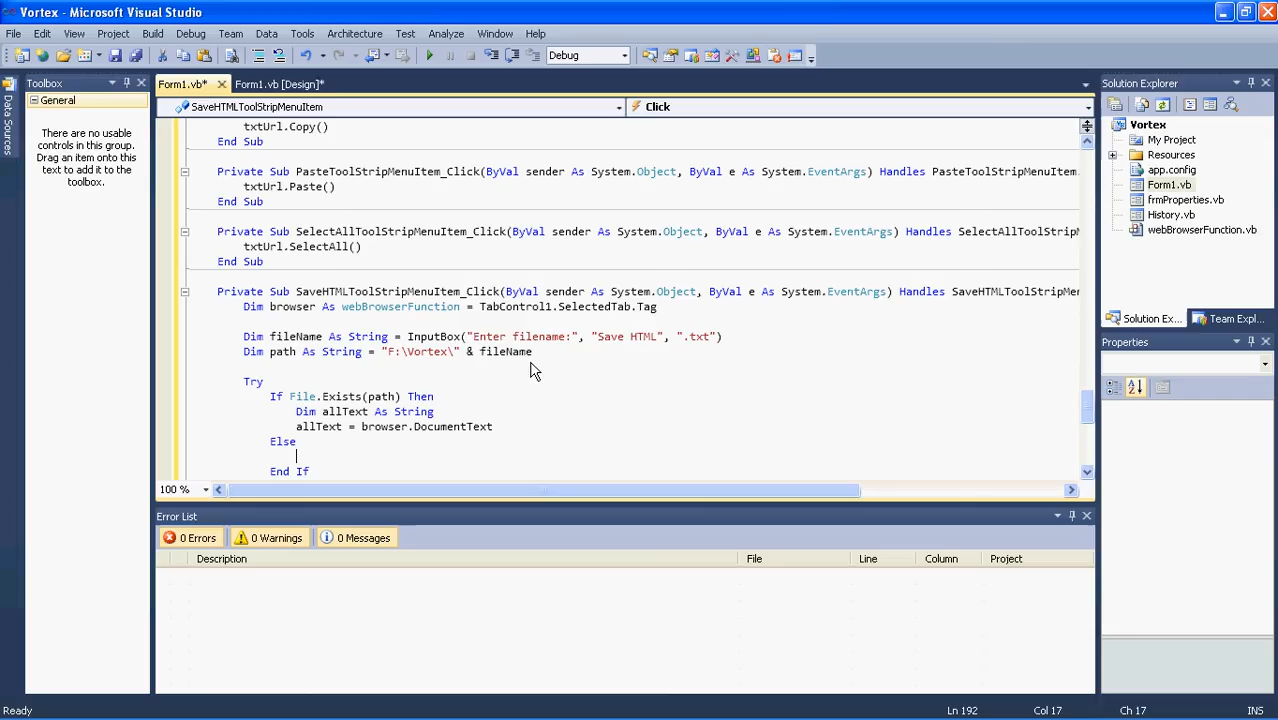 Vortex - Microsoft Visual Studio
File Edit View Project Build Debug Team Data Tools Architecture Test Analyze Window Help
Debug
Toolbox
Form1.vb* Form1.vb [Design]*
Solution Explorer
Data Sources
General
There are no usable
controls in this group.
Drag an item onto this
text to add it to the
toolbox.
SaveHTMLToolStripMenuItem Click
txtUrl.Copy()
End Sub
Private Sub PasteToolStripMenuItem_Click(ByVal sender As System.Object, ByVal e As System.EventArgs) Handles PasteToolStripMenuItem.
txtUrl.Paste()
End Sub
Private Sub SelectAllToolStripMenuItem_Click(ByVal sender As System.Object, ByVal e As System.EventArgs) Handles SelectAllToolStripM
txtUrl.SelectAll()
End Sub
Private Sub SaveHTMLToolStripMenuItem_Click(ByVal sender As System.Object, ByVal e As System.EventArgs) Handles SaveHTMLToolStripMen
Dim browser As webBrowserFunction = TabControl1.SelectedTab.Tag
Dim fileName As String = InputBox("Enter filename:", "Save HTML", ".txt")
Dim path As String = "F:\Vortex\" & fileName
Try
If File.Exists(path) Then
Dim allText As String
allText = browser.DocumentText
Else
End If
100 %
Vortex
My Project
Resources
app.config
Form1.vb
frmProperties.vb
History.vb
webBrowserFunction.vb
Solution Ex... Team Expl...
Properties
Error List
0 Errors 0 Warnings 0 Messages
Description File Line Column Project
Ready Ln 192 Col 17 Ch 17 INS